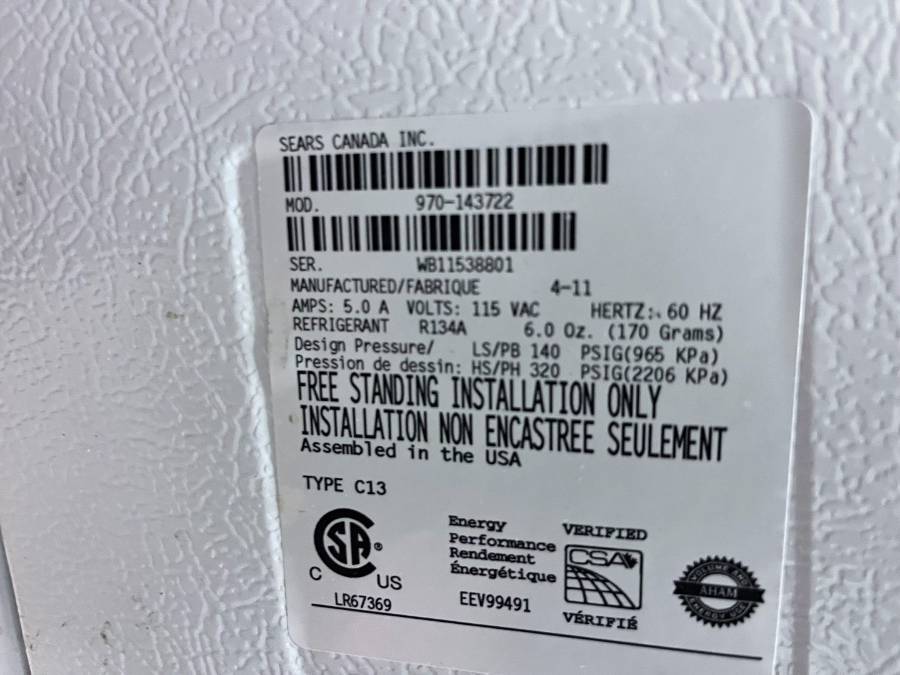 SEARS CANADA INC.
MOD. 970-143722
SER. WB11538801
MANUFACTURED/FABRIQUE 4-11
AMPS: 5.0 A VOLTS: 115 VAC HERTZ: 60 HZ
REFRIGERANT R134A 6.0 Oz. (170 Grams)
Design Pressure/ LS/PB 140 PSIG(965 KPa)
Pression de dessin: HS/PH 320 PSIG(2206 KPa)
FREE STANDING INSTALLATION ONLY
INSTALLATION NON ENCASTREE SEULEMENT
Assembled in the USA
TYPE C13
CSA®
C US
LR67369
Energy
Performance
Rendement
Énergétique
EEV99491
VERIFIED
CSA
VÉRIFIÉ
AHAM